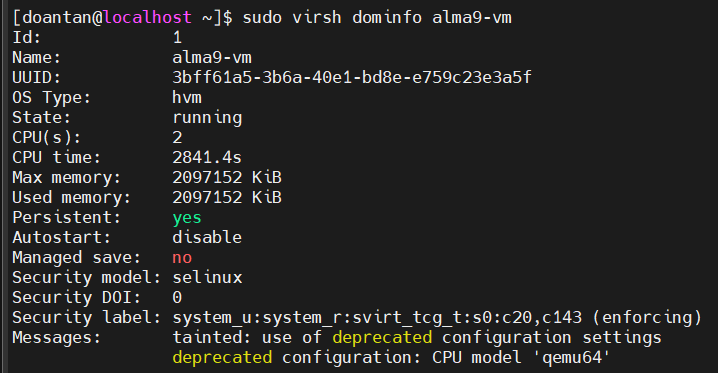 [doantan@localhost ~]$ sudo virsh dominfo alma9-vm
Id:             1
Name:           alma9-vm
UUID:           3bff61a5-3b6a-40e1-bd8e-e759c23e3a5f
OS Type:        hvm
State:          running
CPU(s):         2
CPU time:       2841.4s
Max memory:     2097152 KiB
Used memory:    2097152 KiB
Persistent:     yes
Autostart:      disable
Managed save:   no
Security model: selinux
Security DOI:   0
Security label: system_u:system_r:svirt_tcg_t:s0:c20,c143 (enforcing)
Messages:       tainted: use of deprecated configuration settings
                deprecated configuration: CPU model 'qemu64'